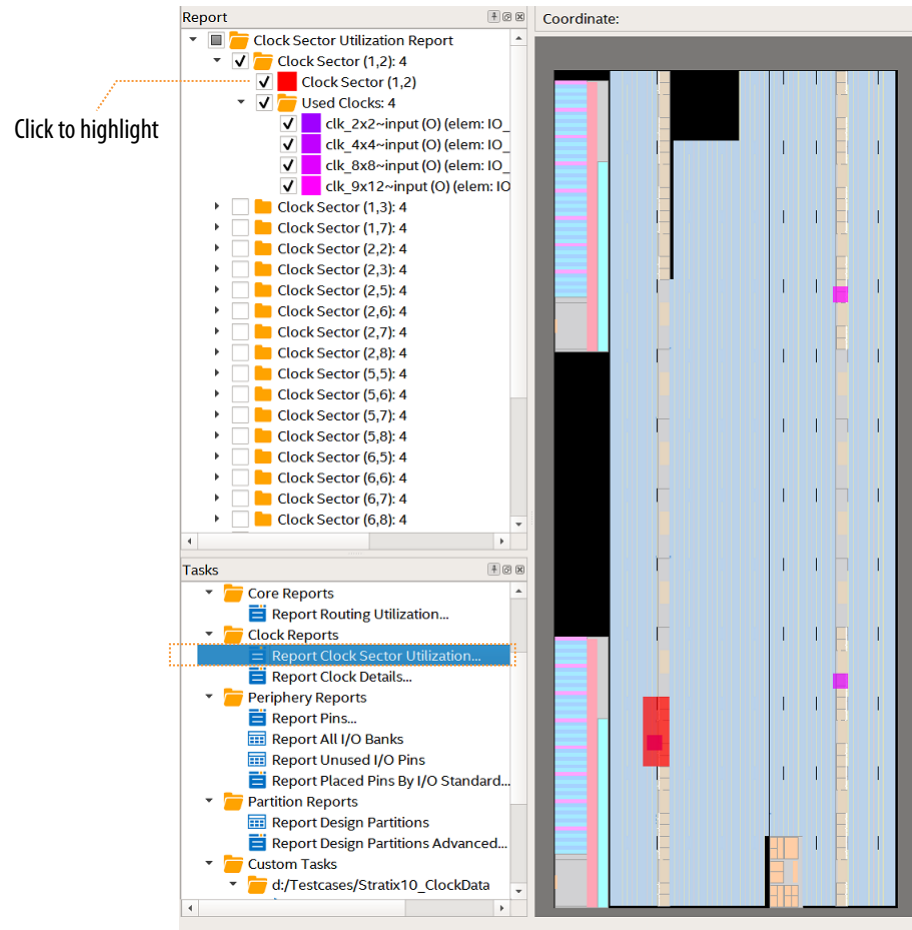 Report
Coordinate:
Clock Sector Utilization Report
Clock Sector (1,2): 4
Clock Sector (1,2)
Used Clocks: 4
clk_2x2~input (O) (elem: IO_
clk_4x4~input (O) (elem: IO_
clk_8x8~input (O) (elem: IO_
clk_9x12~input (O) (elem: IO
Click to highlight
Clock Sector (1,3): 4
Clock Sector (1,7): 4
Clock Sector (2,2): 4
Clock Sector (2,3): 4
Clock Sector (2,5): 4
Clock Sector (2,6): 4
Clock Sector (2,7): 4
Clock Sector (2,8): 4
Clock Sector (5,5): 4
Clock Sector (5,6): 4
Clock Sector (5,7): 4
Clock Sector (5,8): 4
Clock Sector (6,5): 4
Clock Sector (6,6): 4
Clock Sector (6,7): 4
Clock Sector (6,8): 4
Tasks
Core Reports
Report Routing Utilization...
Clock Reports
Report Clock Sector Utilization...
Report Clock Details...
Periphery Reports
Report Pins...
Report All I/O Banks
Report Unused I/O Pins
Report Placed Pins By I/O Standard...
Partition Reports
Report Design Partitions
Report Design Partitions Advanced...
Custom Tasks
d:/Testcases/Stratix10_ClockData